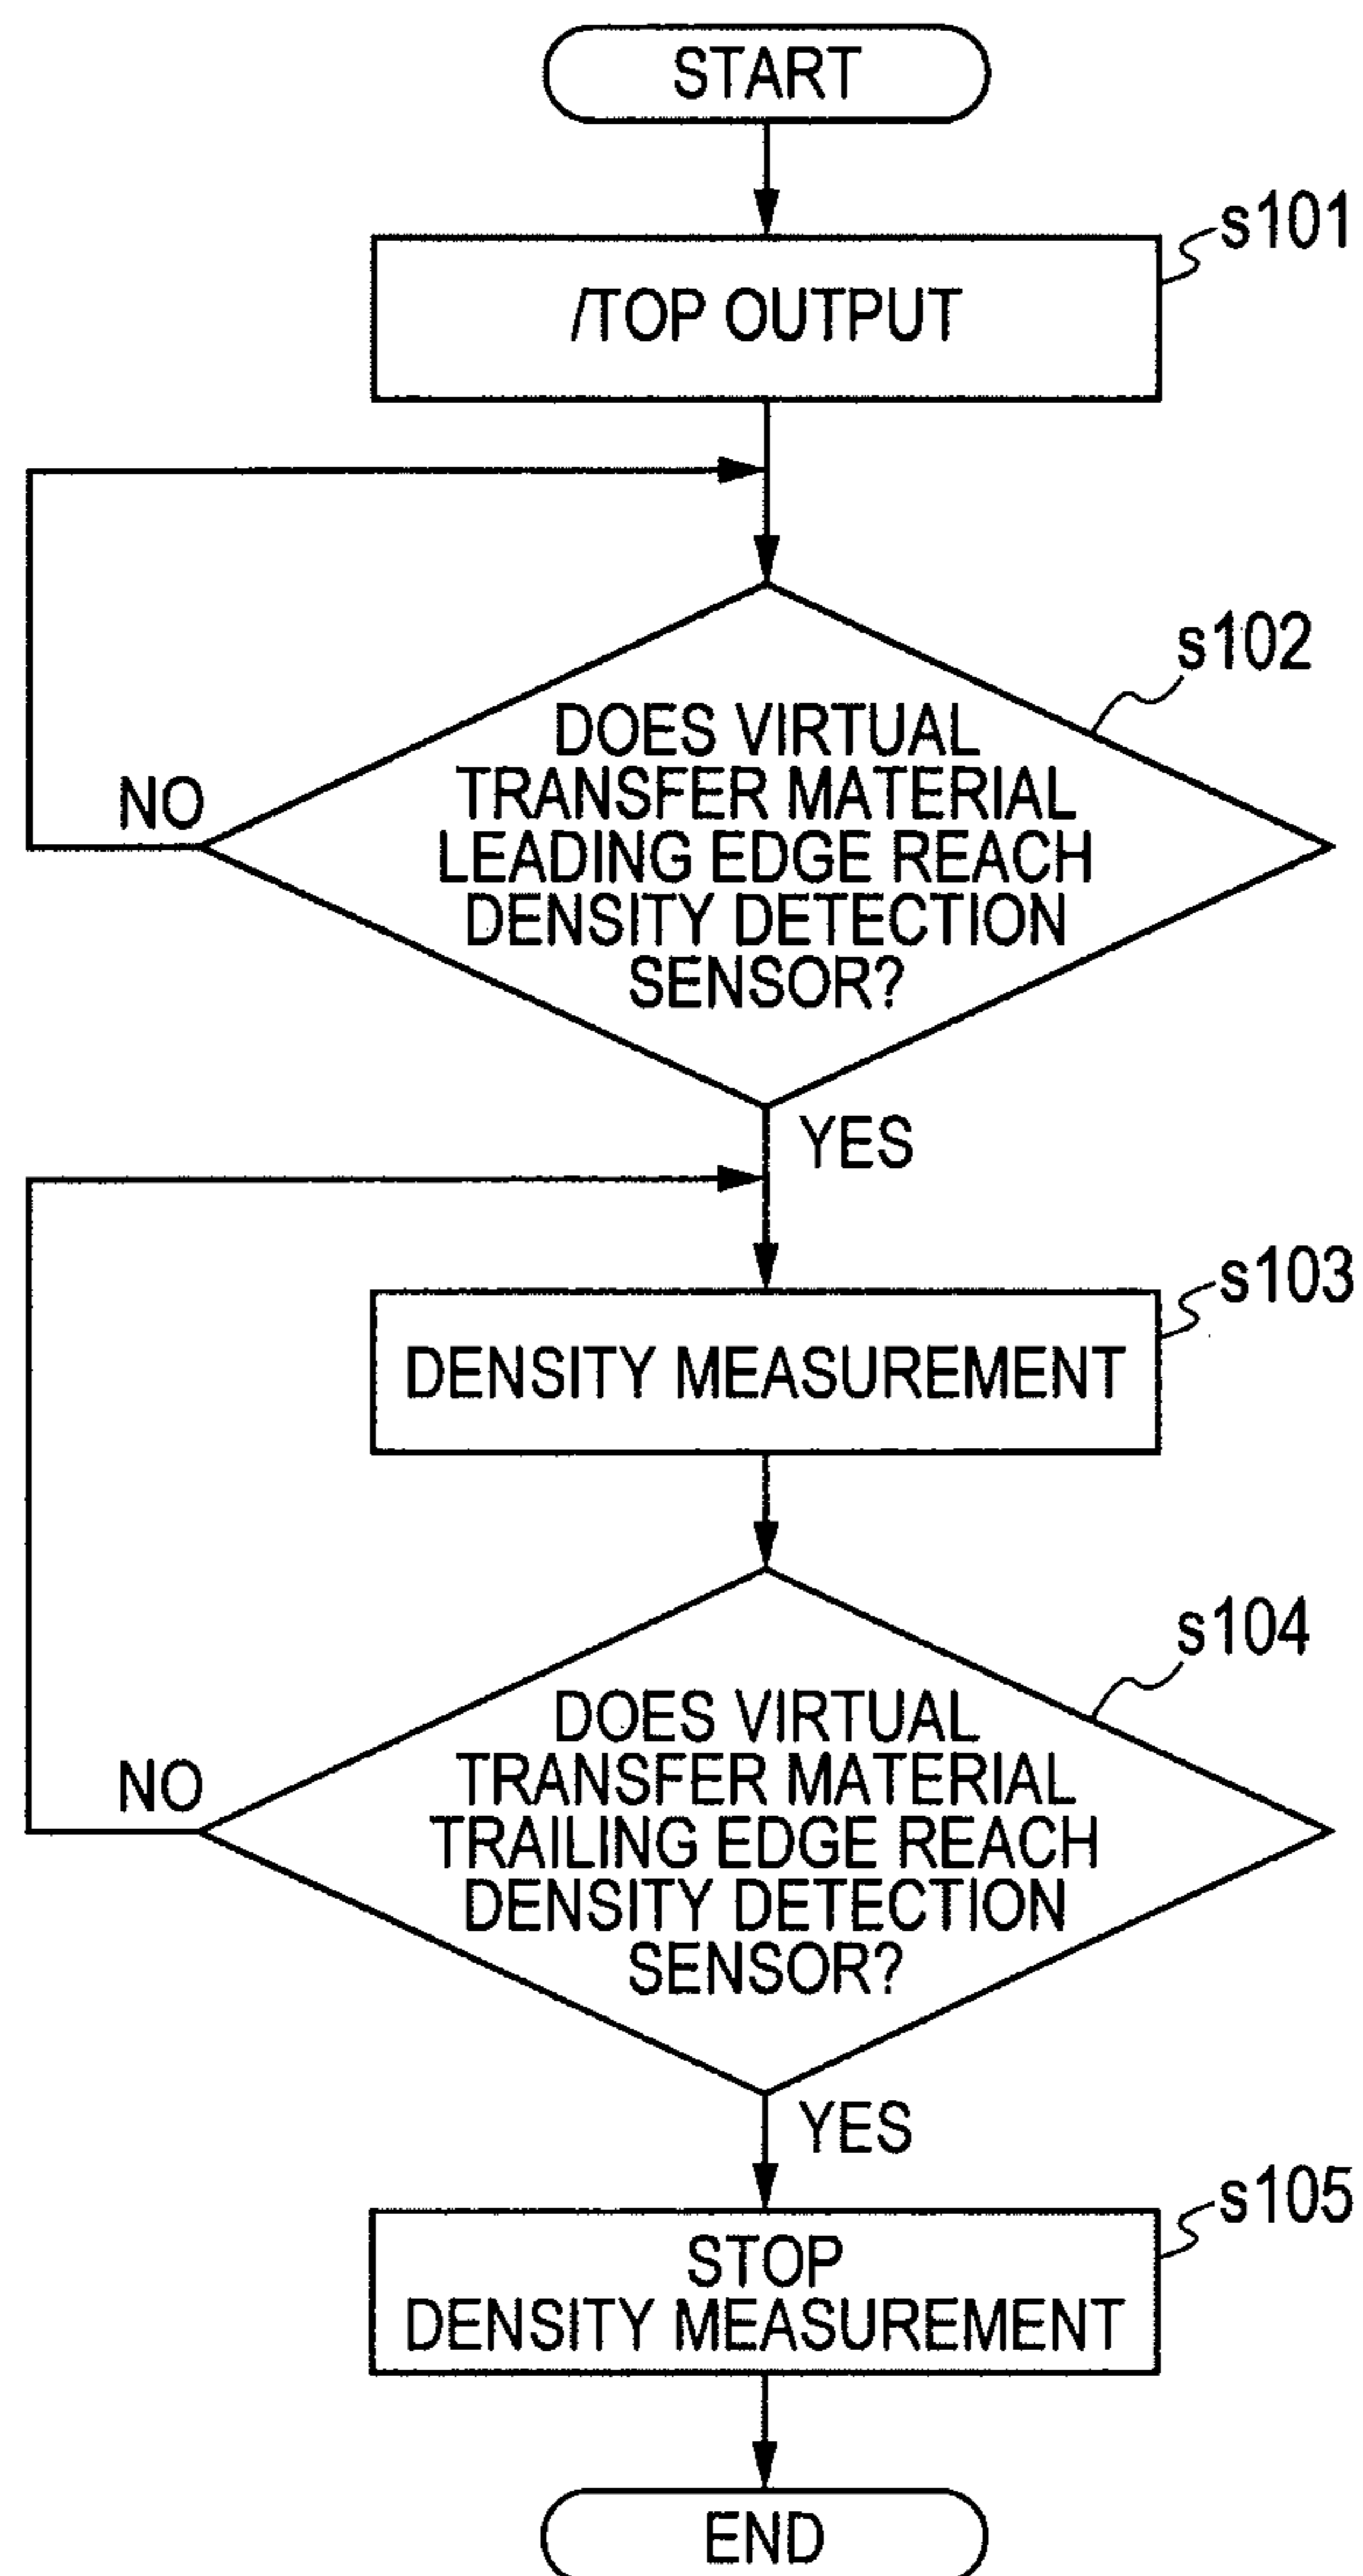 START
s101
/TOP OUTPUT
s102
DOES VIRTUAL
TRANSFER MATERIAL
LEADING EDGE REACH
DENSITY DETECTION
SENSOR?
NO
YES
s103
DENSITY MEASUREMENT
s104
DOES VIRTUAL
TRANSFER MATERIAL
TRAILING EDGE REACH
DENSITY DETECTION
SENSOR?
NO
YES
s105
STOP
DENSITY MEASUREMENT
END